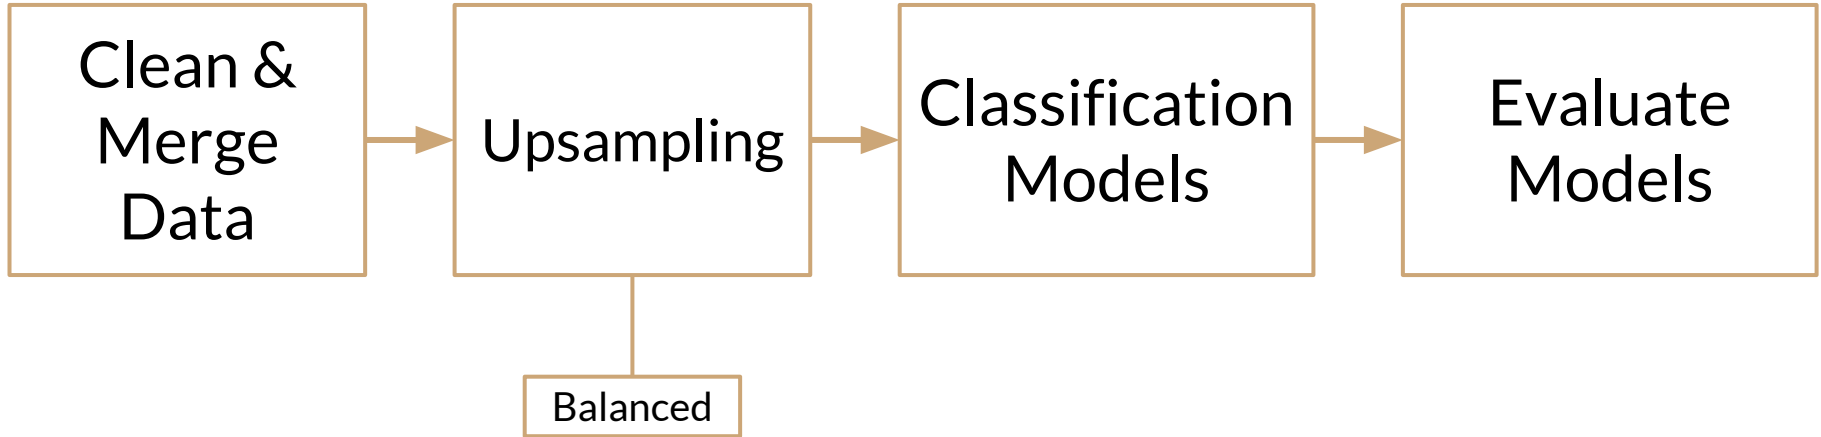 Clean &
Merge
Data
Upsampling
Classification
Models
Evaluate
Models
Balanced